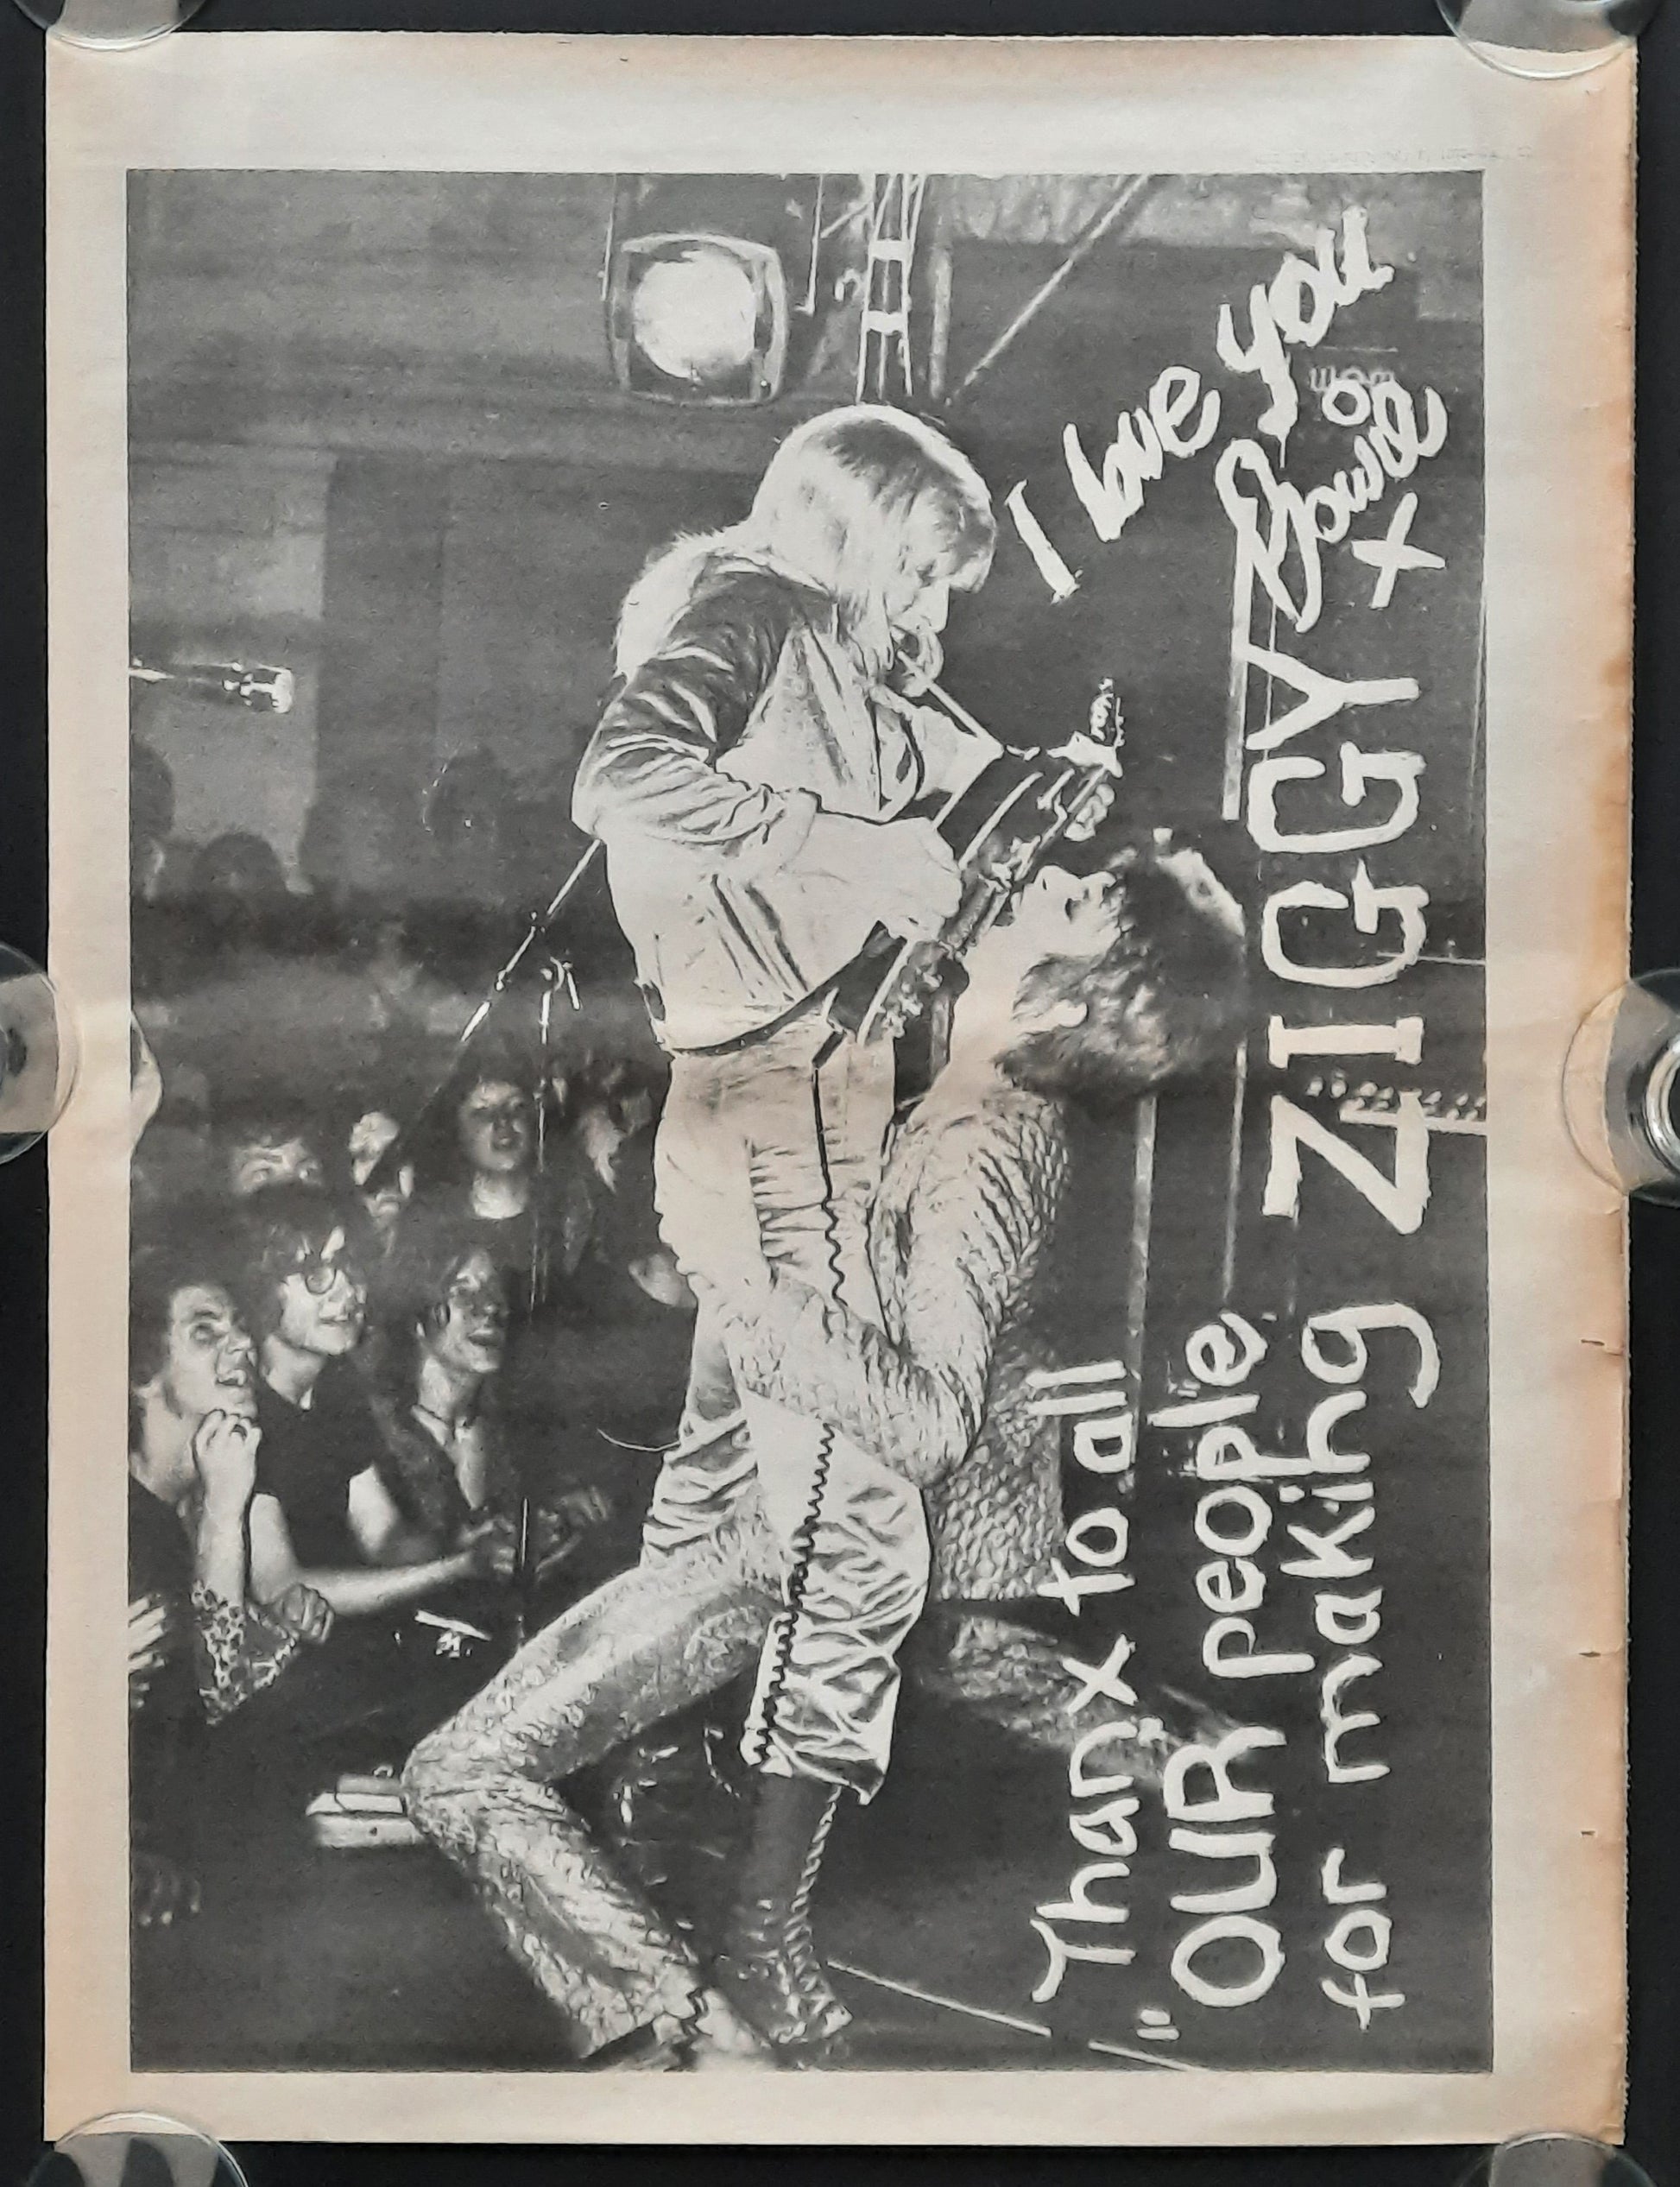 Thanx to all
"OUR people"
for making ZIGGY +
I love you
Bowie